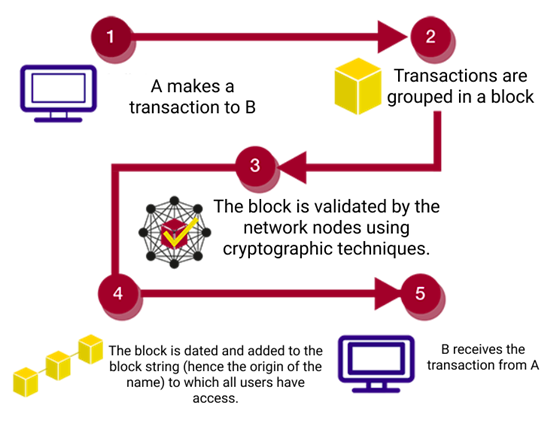 1
2
A makes a
transaction to B
Transactions are
grouped in a block
3
The block is validated by the
network nodes using
cryptographic techniques.
4
5
The block is dated and added to the
block string (hence the origin of the
name) to which all users have
access.
B receives the
transaction from A